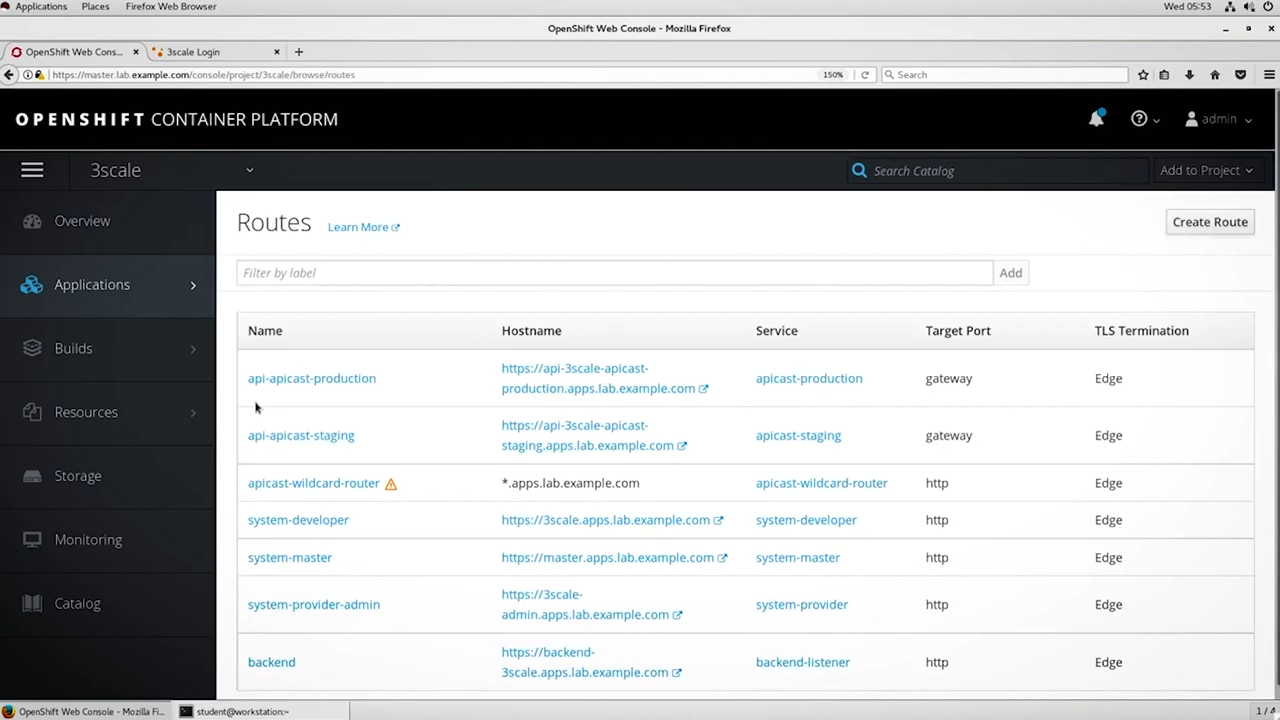 Applications Places Firefox Web Browser Wed 05:53
OpenShift Web Console - Mozilla Firefox
OpenShift Web Cons... 3scale Login
https://master.lab.example.com/console/project/3scale/browse/routes 150% Search
OPENSHIFT CONTAINER PLATFORM admin
3scale Search Catalog Add to Project
Overview
Applications
Builds
Resources
Storage
Monitoring
Catalog
Routes Learn More Create Route
Filter by label Add
Name Hostname Service Target Port TLS Termination
api-apicast-production https://api-3scale-apicast- apicast-production gateway Edge
production.apps.lab.example.com
api-apicast-staging https://api-3scale-apicast- apicast-staging gateway Edge
staging.apps.lab.example.com
apicast-wildcard-router *.apps.lab.example.com apicast-wildcard-router http Edge
system-developer https://3scale.apps.lab.example.com system-developer http Edge
system-master https://master.apps.lab.example.com system-master http Edge
system-provider-admin https://3scale- system-provider http Edge
admin.apps.lab.example.com
backend https://backend- backend-listener http Edge
3scale.apps.lab.example.com
OpenShift Web Console - Mozilla Fi... student@workstation:~ 1 / 4